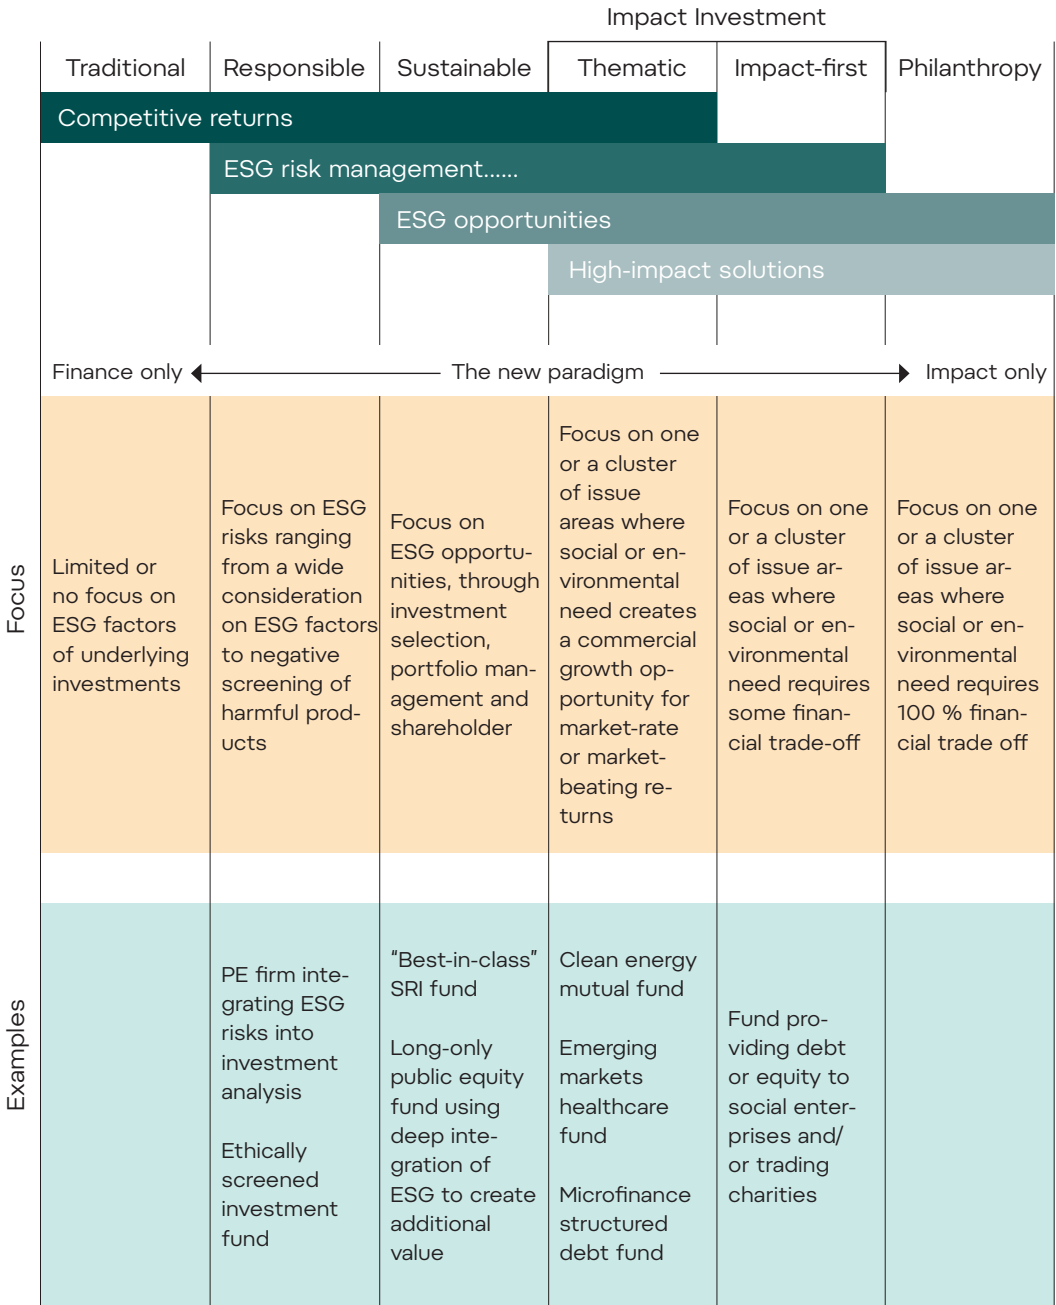 Impact Investment
Traditional
Responsible
Sustainable
Thematic
Impact-first
Philanthropy
Competitive returns
ESG risk management......
ESG opportunities
High-impact solutions
Finance only
The new paradigm
Impact only
Focus
Limited or
no focus on
ESG factors
of underlying
investments
Focus on ESG
risks ranging
from a wide
consideration
on ESG factors
to negative
screening of
harmful prod-
ucts
Focus on
ESG opportu-
nities, through
investment
selection,
portfolio man-
agement and
shareholder
Focus on one
or a cluster
of issue
areas where
social or en-
vironmental
need creates
a commercial
growth op-
portunity for
market-rate
or market-
beating re-
turns
Focus on one
or a cluster
of issue ar-
eas where
social or en-
vironmental
need requires
some finan-
cial trade-off
Focus on one
or a cluster
of issue ar-
eas where
social or en-
vironmental
need requires
100 % finan-
cial trade off
Examples
PE firm inte-
grating ESG
risks into
investment
analysis
Ethically
screened
investment
fund
“Best-in-class”
SRI fund
Long-only
public equity
fund using
deep inte-
gration of
ESG to create
additional
value
Clean energy
mutual fund
Emerging
markets
healthcare
fund
Microfinance
structured
debt fund
Fund pro-
viding debt
or equity to
social enter-
prises and/
or trading
charities